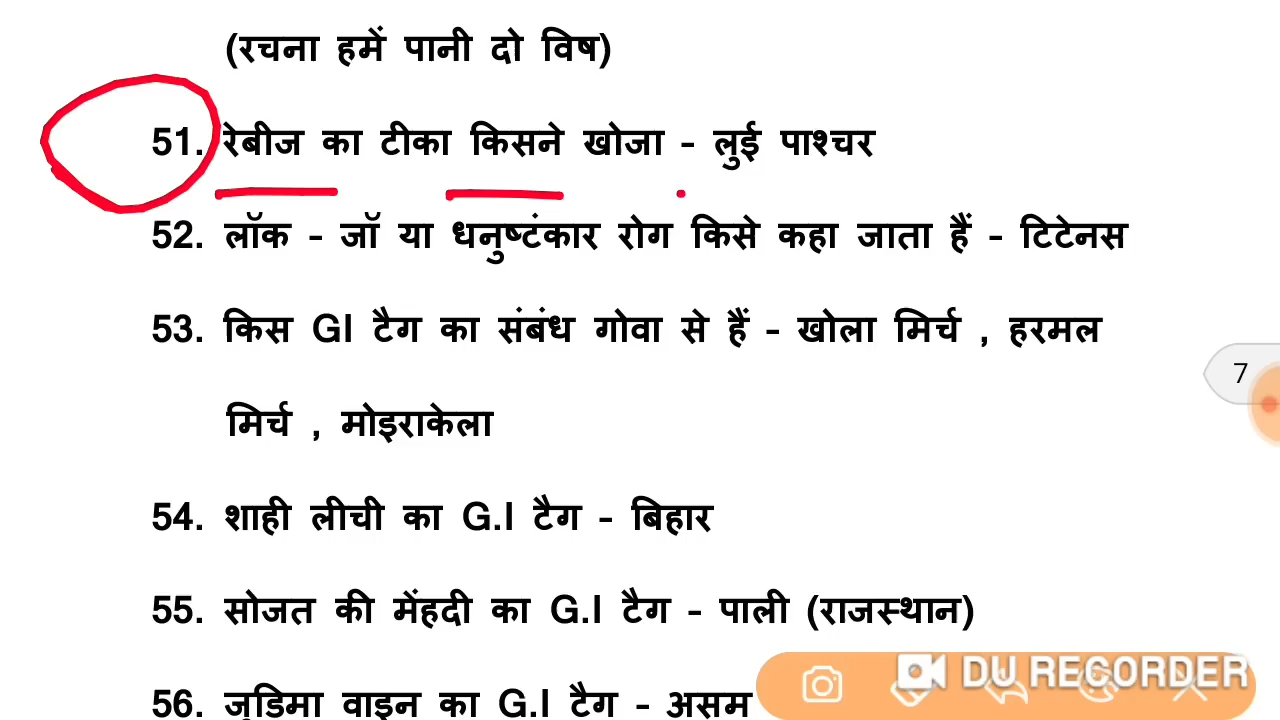 (रचना हमें पानी दो विष)
51. रेबीज का टीका किसने खोजा - लुई पाश्चर
52. लॉक - जॉ या धनुष्टंकार रोग किसे कहा जाता हैं - टिटेनस
53. किस GI टैग का संबंध गोवा से हैं - खोला मिर्च , हरमल
मिर्च , मोइराकेला
7
54. शाही लीची का G.I टैग - बिहार
55. सोजत की मेंहदी का G.I टैग - पाली (राजस्थान)
56. जुडिमा वाइन का G.I टैग - असम
DU RECORDER